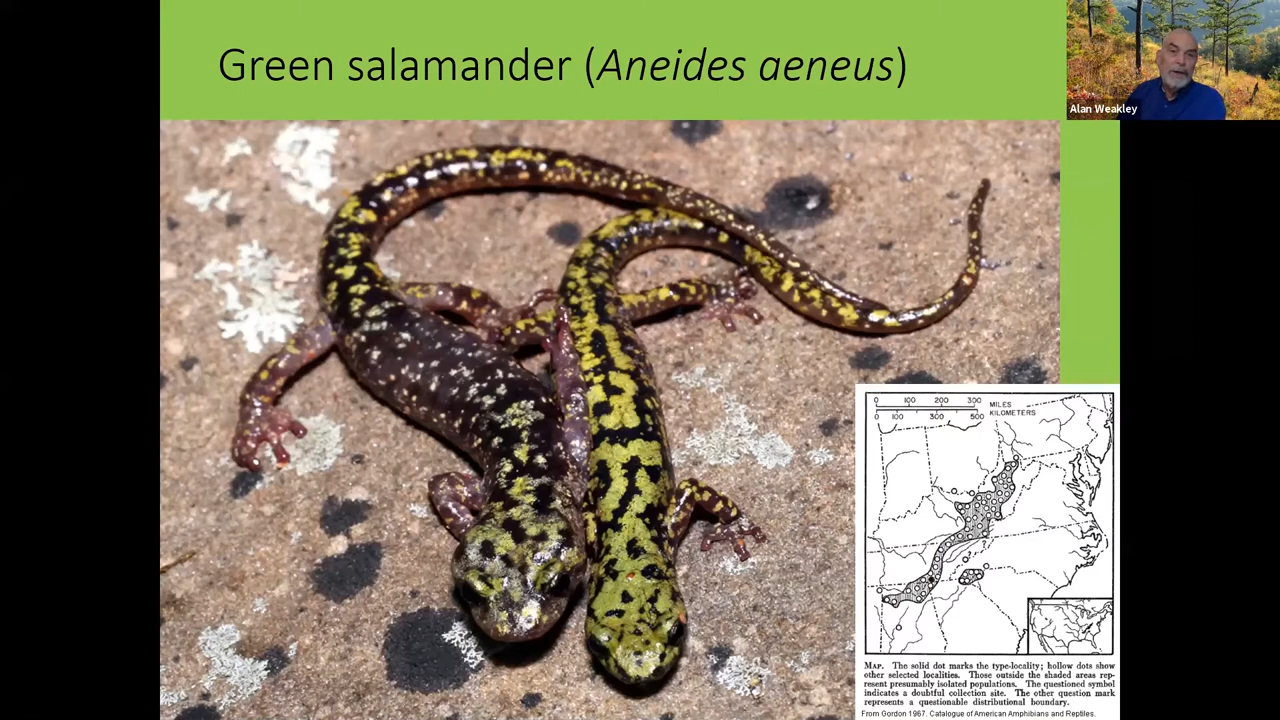 Green salamander (Aneides aeneus)
Alan Weakley
0 100 200 300 MILES
0 100 300 500 KILOMETERS
MAP. The solid dot marks the type-locality; hollow dots show
other selected localities. Those outside the shaded areas rep-
resent presumably isolated populations. The questioned symbol
indicates a doubtful collection site. The other question mark
represents a questionable distributional boundary.
From Gordon 1967. Catalogue of American Amphibians and Reptiles.